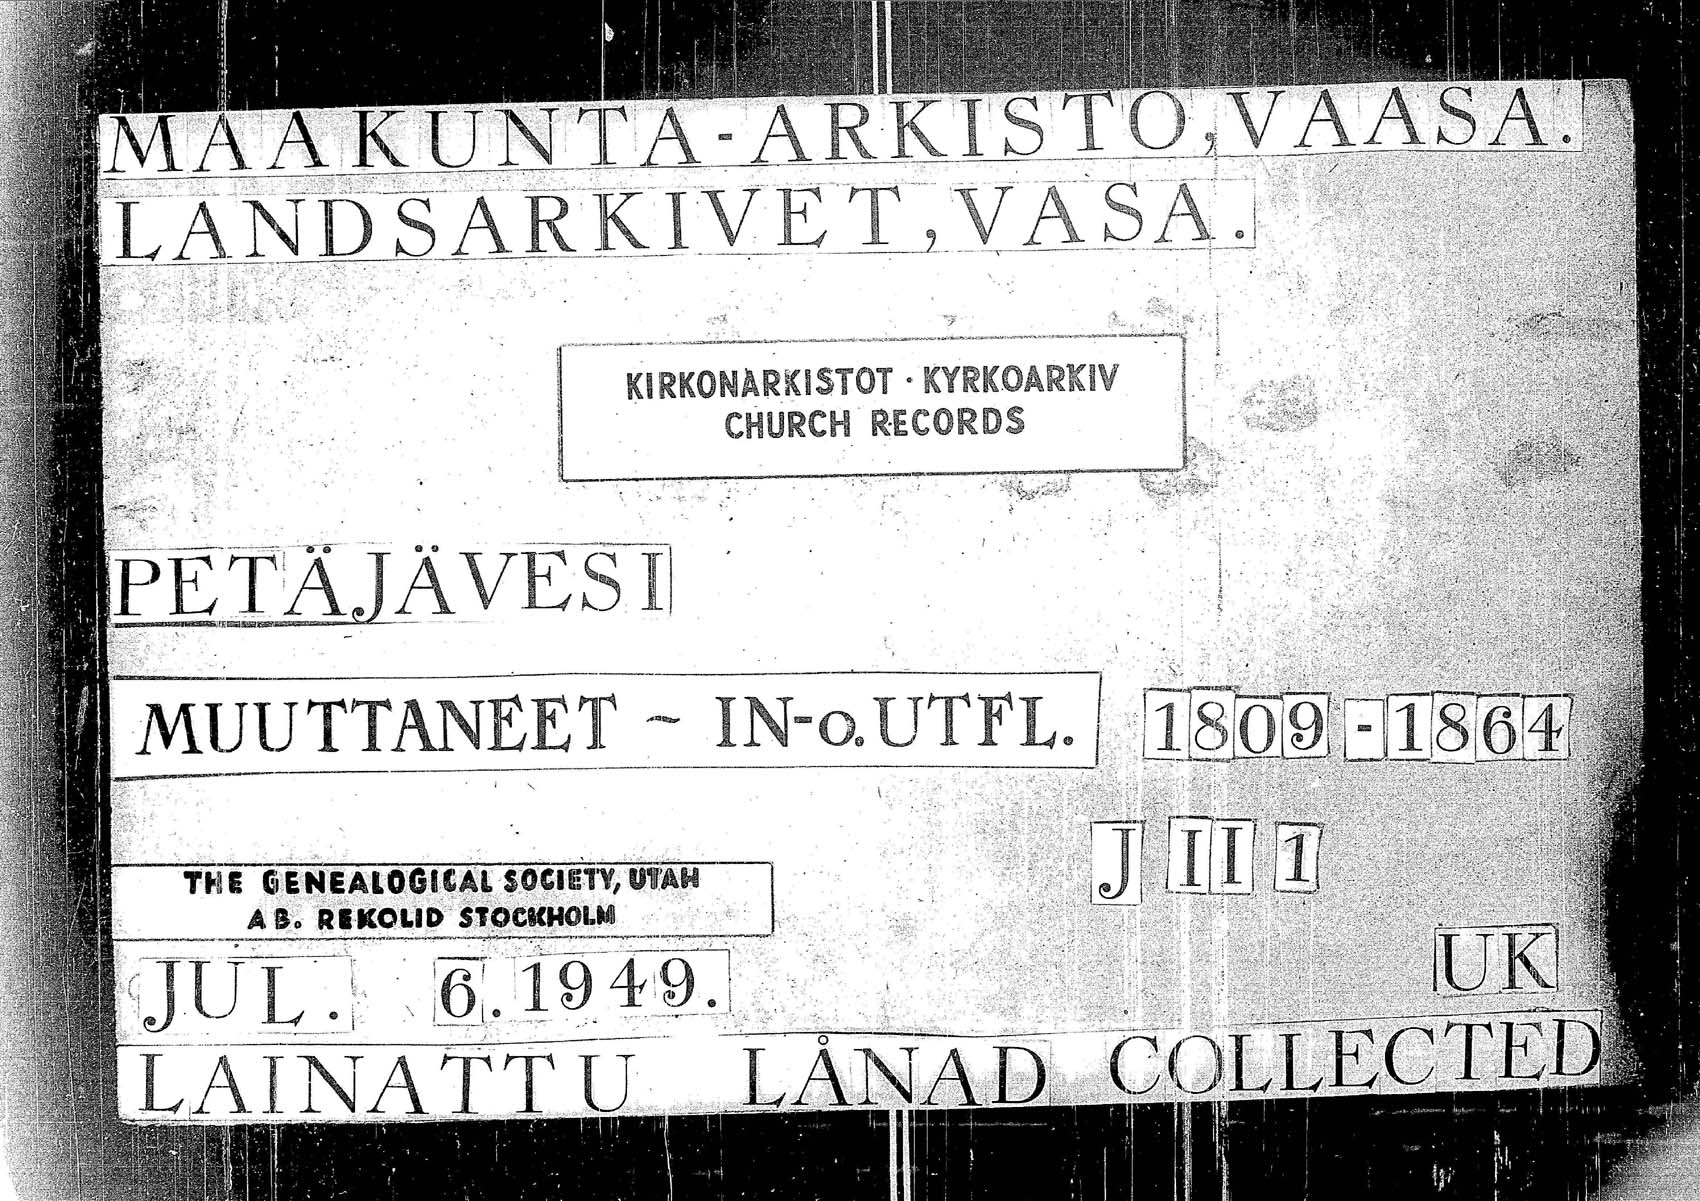 MAAKUNTA-ARKISTO, VAASA.
LANDSARKIVET, VASA.
KIRKONARKISTOT · KYRKOARKIV
CHURCH RECORDS
PETÄJÄVESI
MUUTTANEET ~ IN-o. UTFL. 1809-1864
J II 1
THE GENEALOGICAL SOCIETY, UTAH
AB. REKOLID STOCKHOLM
UK
JUL. 6. 1949.
LAINATTU LÅNAD COLLECTED